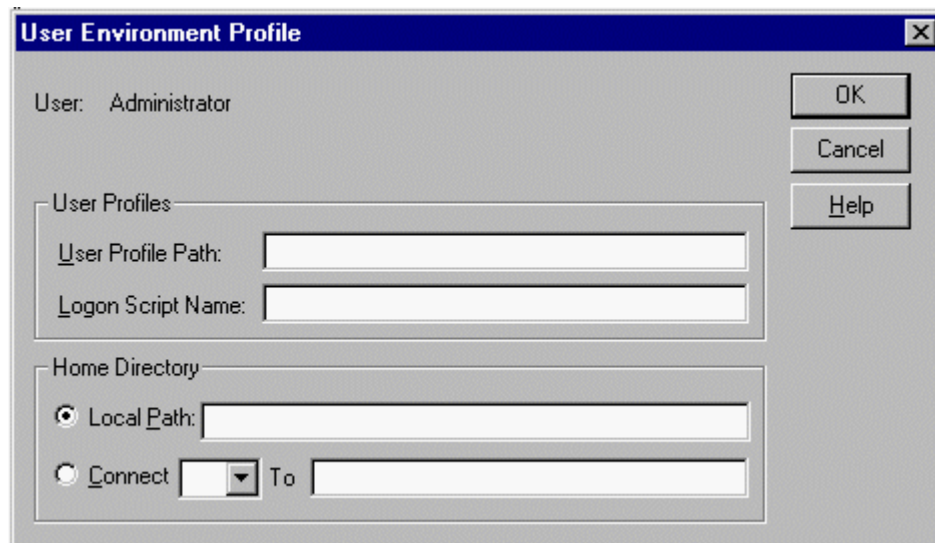 User Environment Profile
User: Administrator
OK
Cancel
Help
User Profiles
User Profile Path:
Logon Script Name:
Home Directory
Local Path:
Connect To